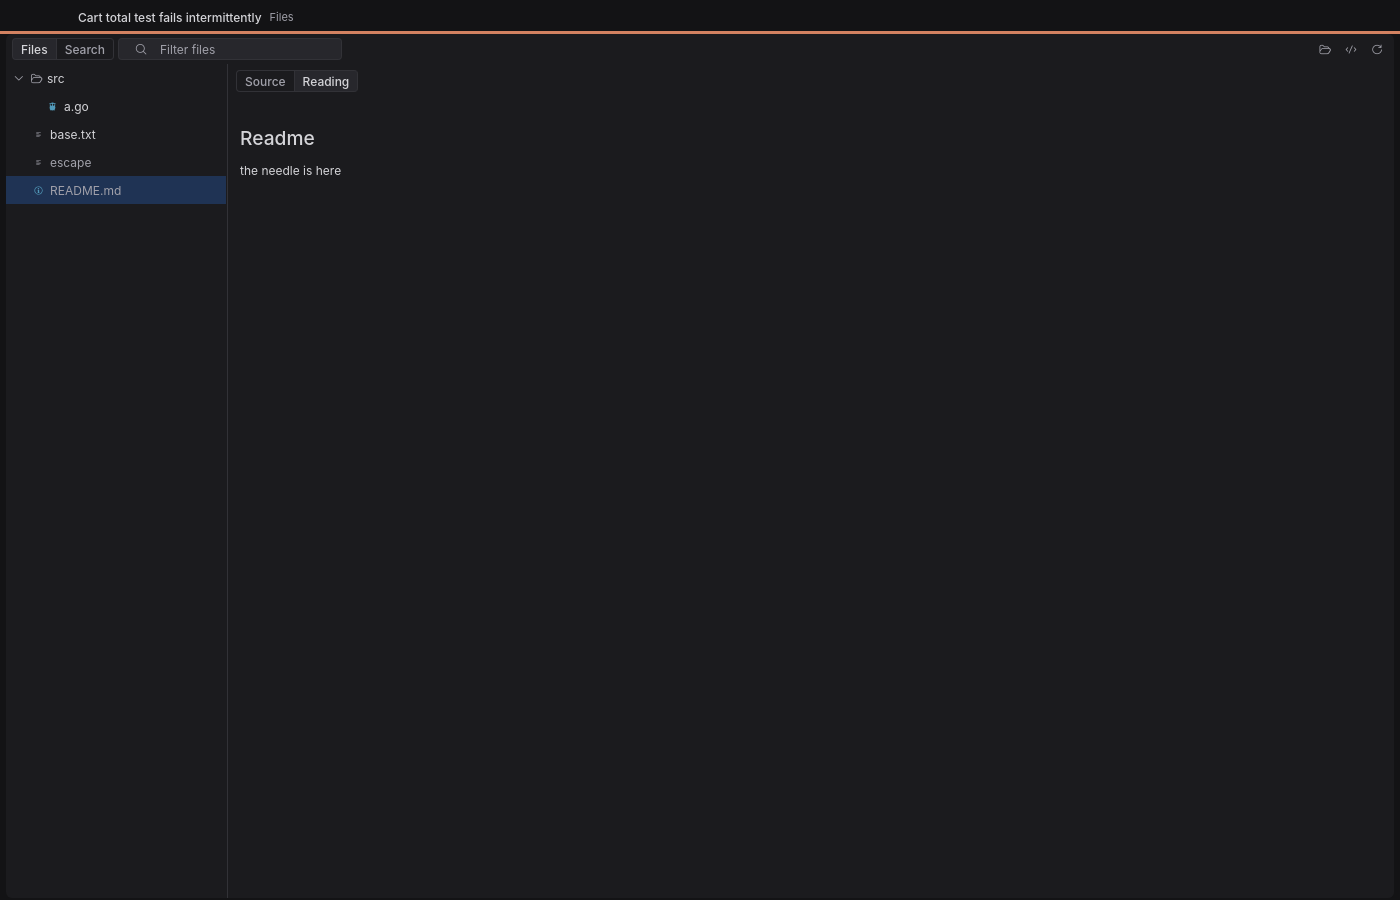 Cart total test fails intermittently Files
Files Search Filter files
src
a.go
base.txt
escape
README.md
Source Reading
Readme
the needle is here